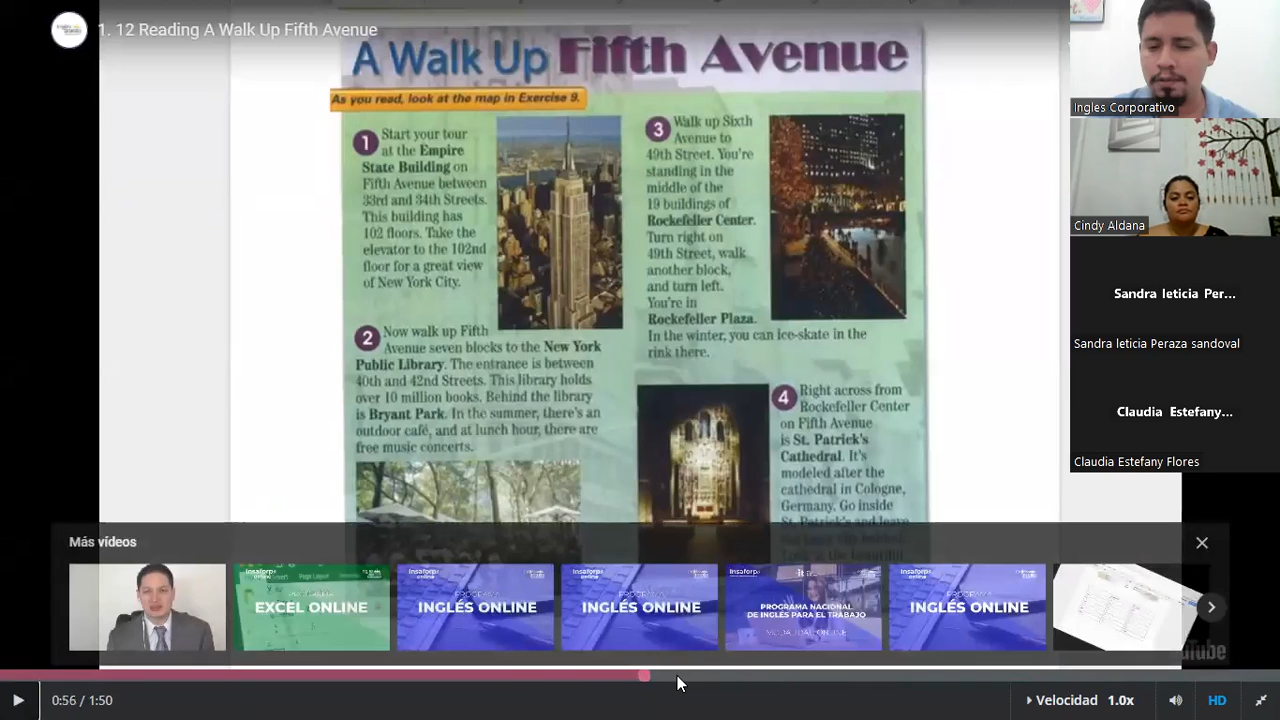 1. 12 Reading A Walk Up Fifth Avenue
A Walk Up Fifth Avenue
As you read, look at the map in Exercise 9.
1 Start your tour
at the Empire
State Building on
Fifth Avenue between
33rd and 34th Streets.
This building has
102 floors. Take the
elevator to the 102nd
floor for a great view
of New York City.
2 Now walk up Fifth
Avenue seven blocks to the New York
Public Library. The entrance is between
40th and 42nd Streets. This library holds
over 10 million books. Behind the library
is Bryant Park. In the summer, there's an
outdoor café, and at lunch hour, there are
free music concerts.
3 Walk up Sixth
Avenue to
49th Street. You're
standing in the
middle of the
19 buildings of
Rockefeller Center.
Turn right on
49th Street, walk
another block,
and turn left.
You're in
Rockefeller Plaza.
In the winter, you can ice-skate in the
rink there.
4 Right across from
Rockefeller Center
on Fifth Avenue
is St. Patrick's
Cathedral. It's
modeled after the
cathedral in Cologne,
Germany. Go inside
St. Patrick's and leave
Ingles Corporativo
Cindy Aldana
Sandra leticia Per...
Sandra leticia Peraza sandoval
Claudia Estefany...
Claudia Estefany Flores
Más vídeos
EXCEL ONLINE
INGLÉS ONLINE
INGLÉS ONLINE
PROGRAMA NACIONAL
DE INGLÉS PARA EL TRABAJO
INGLÉS ONLINE
0:56 / 1:50
Velocidad 1.0x
HD